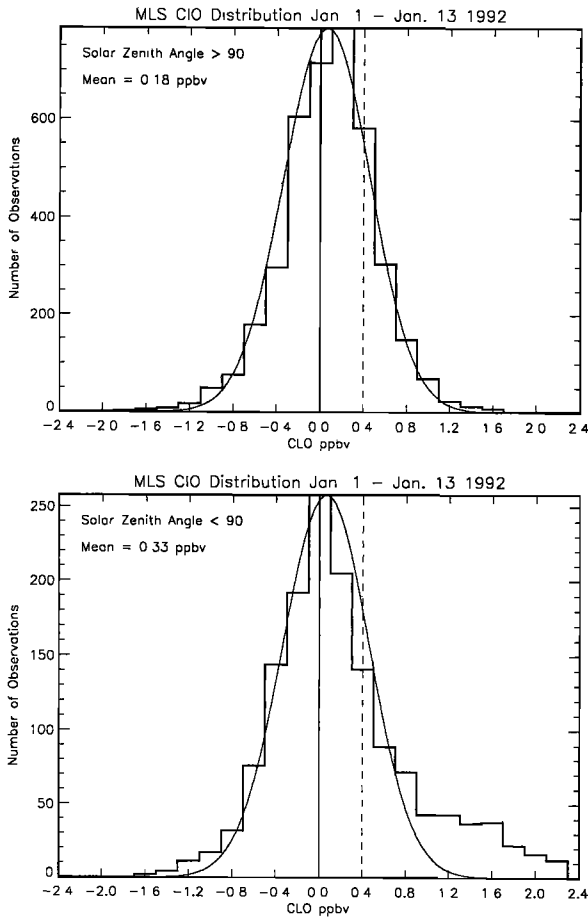 MLS ClO Distribution Jan 1 - Jan. 13 1992
Solar Zenith Angle > 90
Mean = 0 18 ppbv
Number of Observations
600
400
200
0
-2 4 -2 0 -1 6 -1 2 -0 8 -0 4 0 0 0 4 0 8 1 2 1 6 2 0 2 4
CLO ppbv
MLS ClO Distribution Jan 1 - Jan. 13 1992
Solar Zenith Angle < 90
Mean = 0 33 ppbv
Number of Observations
250
200
150
100
50
0
-2 4 -2 0 -1 6 -1 2 -0 8 -0 4 0 0 0 4 0 8 1 2 1 6 2 0 2 4
CLO ppbv